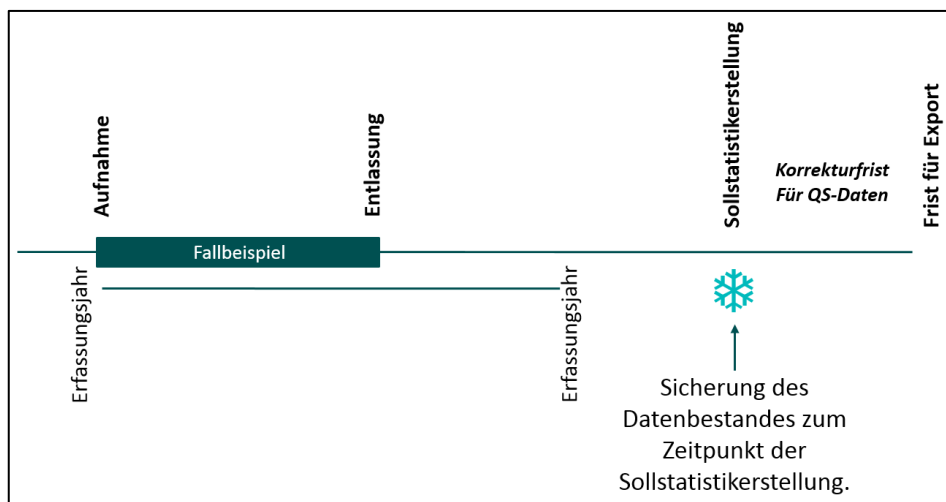 Aufnahme
Entlassung
Sollstatistikerstellung
Korrekturfrist
Für QS-Daten
Frist für Export
Fallbeispiel
Erfassungsjahr
Erfassungsjahr
Sicherung des
Datenbestandes zum
Zeitpunkt der
Sollstatistikerstellung.